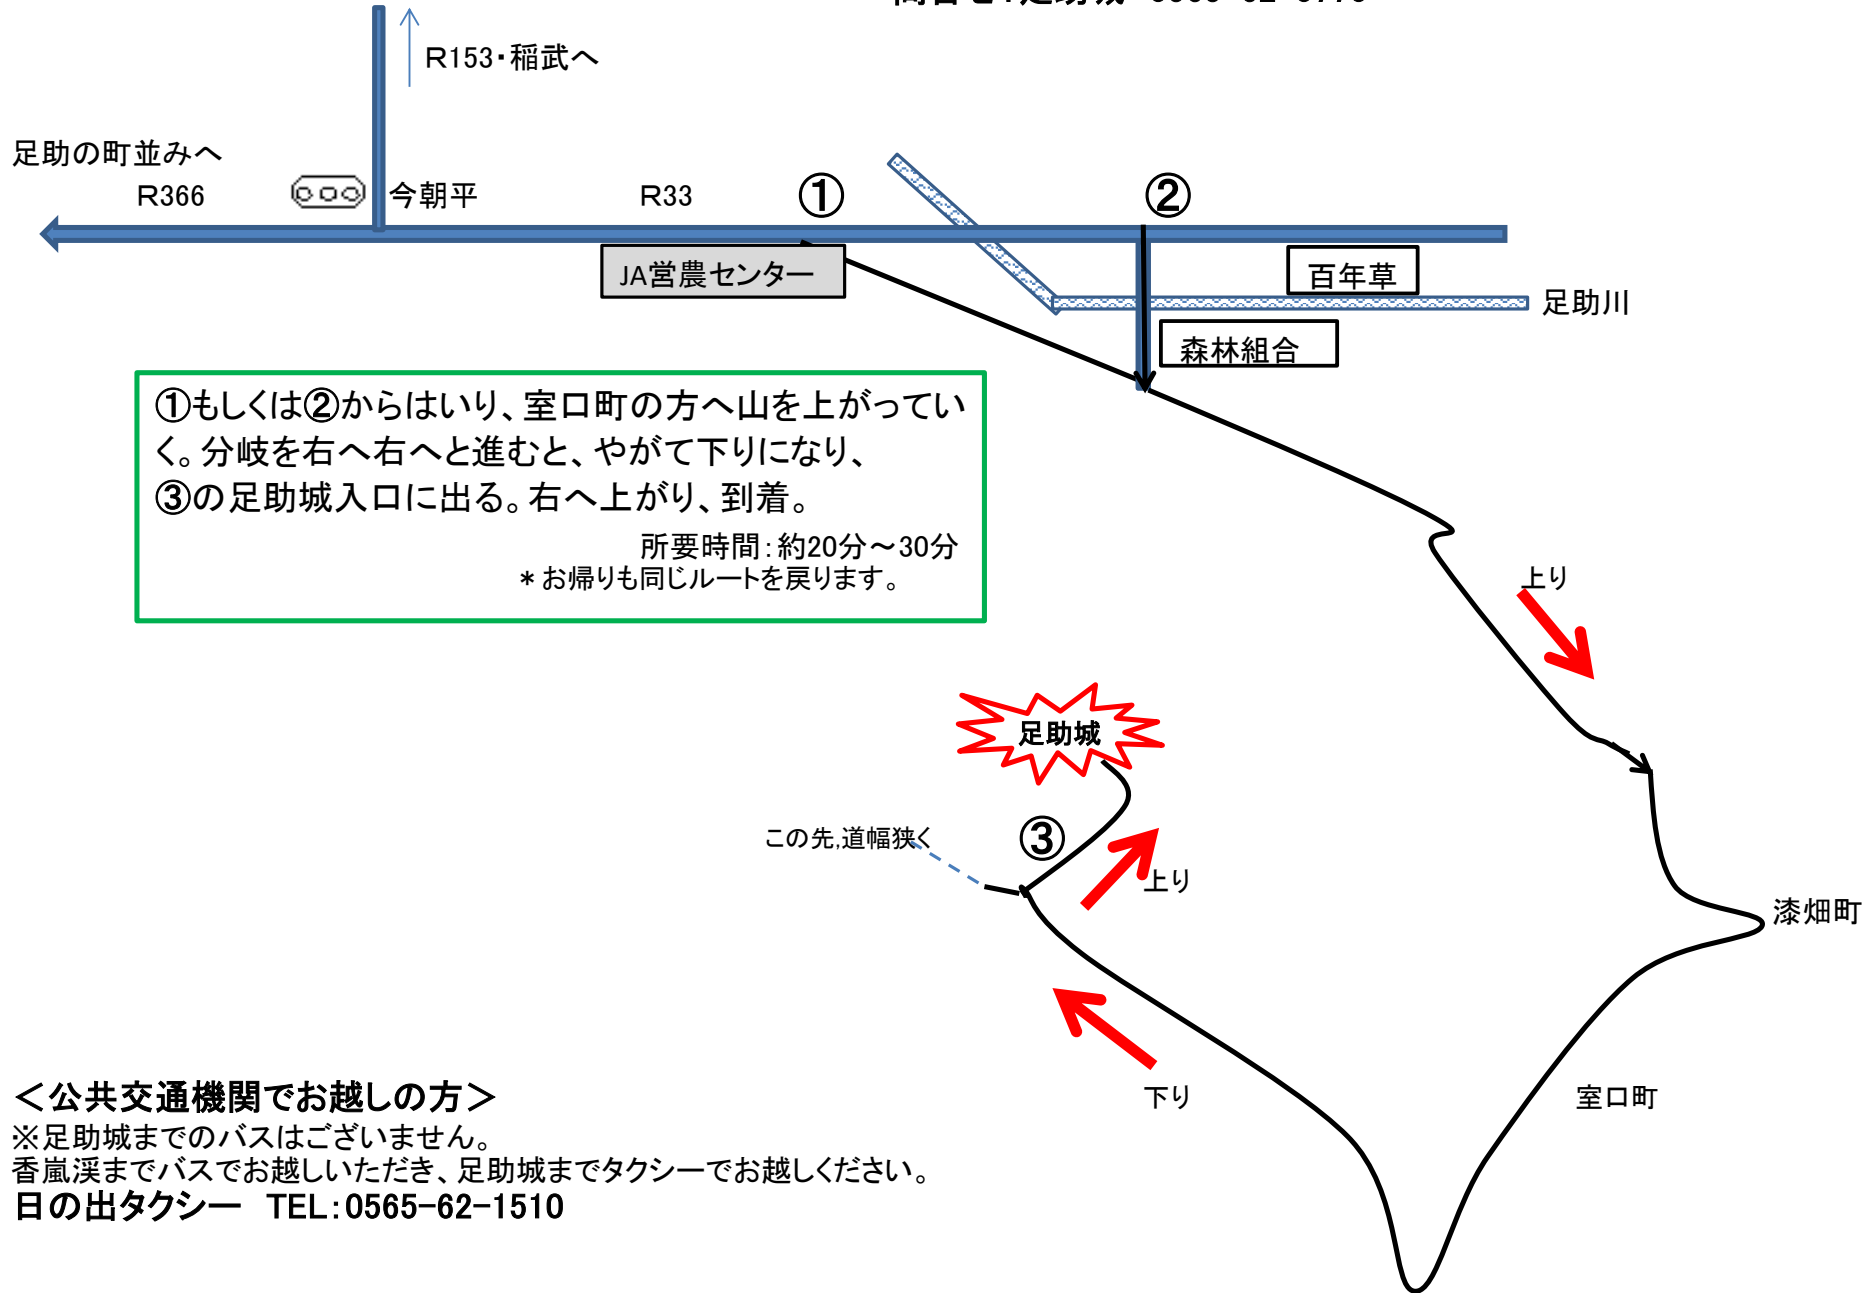 R153・稲武へ
足助の町並みへ
R366
今朝平
R33
①
②
JA営農センター
百年草
足助川
森林組合
①もしくは②からはいり、室口町の方へ山を上がってい
く。分岐を右へ右へと進むと、やがて下りになり、
③の足助城入口に出る。右へ上がり、到着。
所要時間：約20分～30分
＊お帰りも同じルートを戻ります。
上り
足助城
この先,道幅狭く
③
上り
漆畑町
下り
室口町
＜公共交通機関でお越しの方＞
※足助城までのバスはございません。
香嵐渓までバスでお越しいただき、足助城までタクシーでお越しください。
日の出タクシー　TEL：0565-62-1510